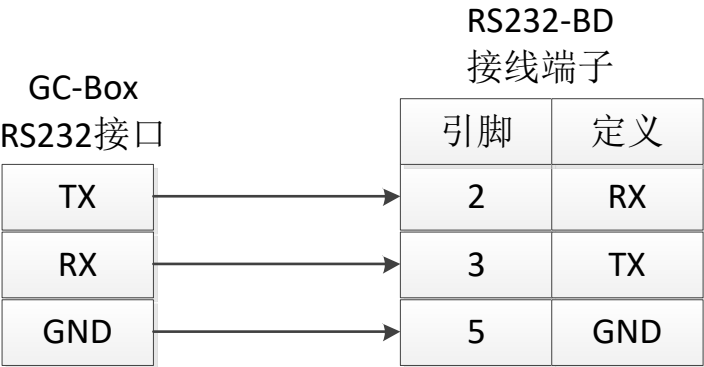 RS232-BD
接线端子
GC-Box
RS232接口
引脚 定义
TX 2 RX
RX 3 TX
GND 5 GND